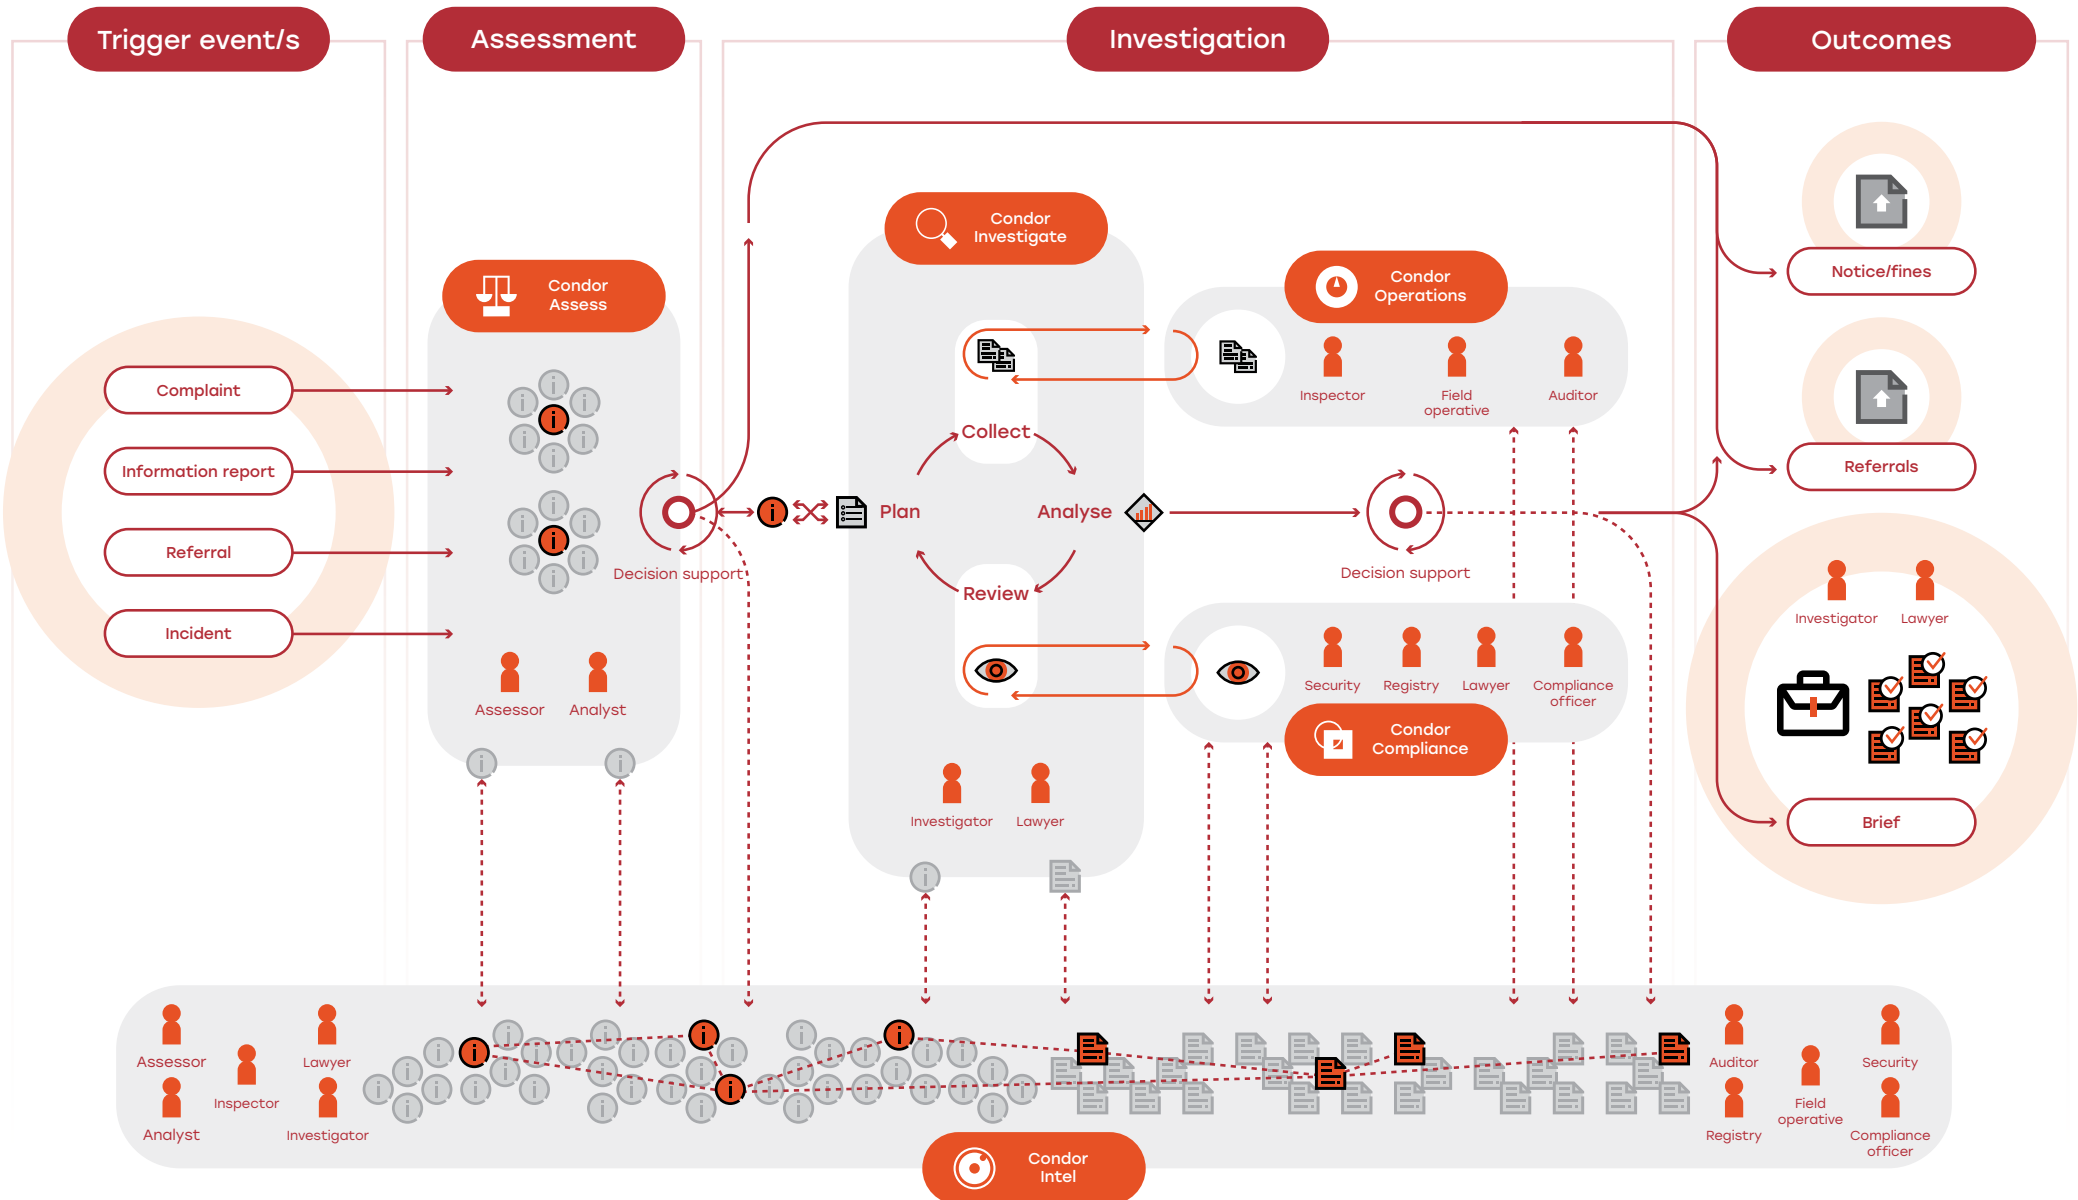 Trigger event/s
Assessment
Investigation
Outcomes
Condor
Investigate
Condor
Operations
Notice/fines
Condor
Assess
Complaint
Information report
Referral
Incident
Inspector
Field
operative
Auditor
Collect
Plan
Analyse
Review
Decision support
Decision support
Referrals
Assessor
Analyst
Security
Registry
Lawyer
Compliance
officer
Condor
Compliance
Investigator
Lawyer
Investigator
Lawyer
Brief
Assessor
Lawyer
Inspector
Analyst
Investigator
Auditor
Security
Field
operative
Registry
Compliance
officer
Condor
Intel